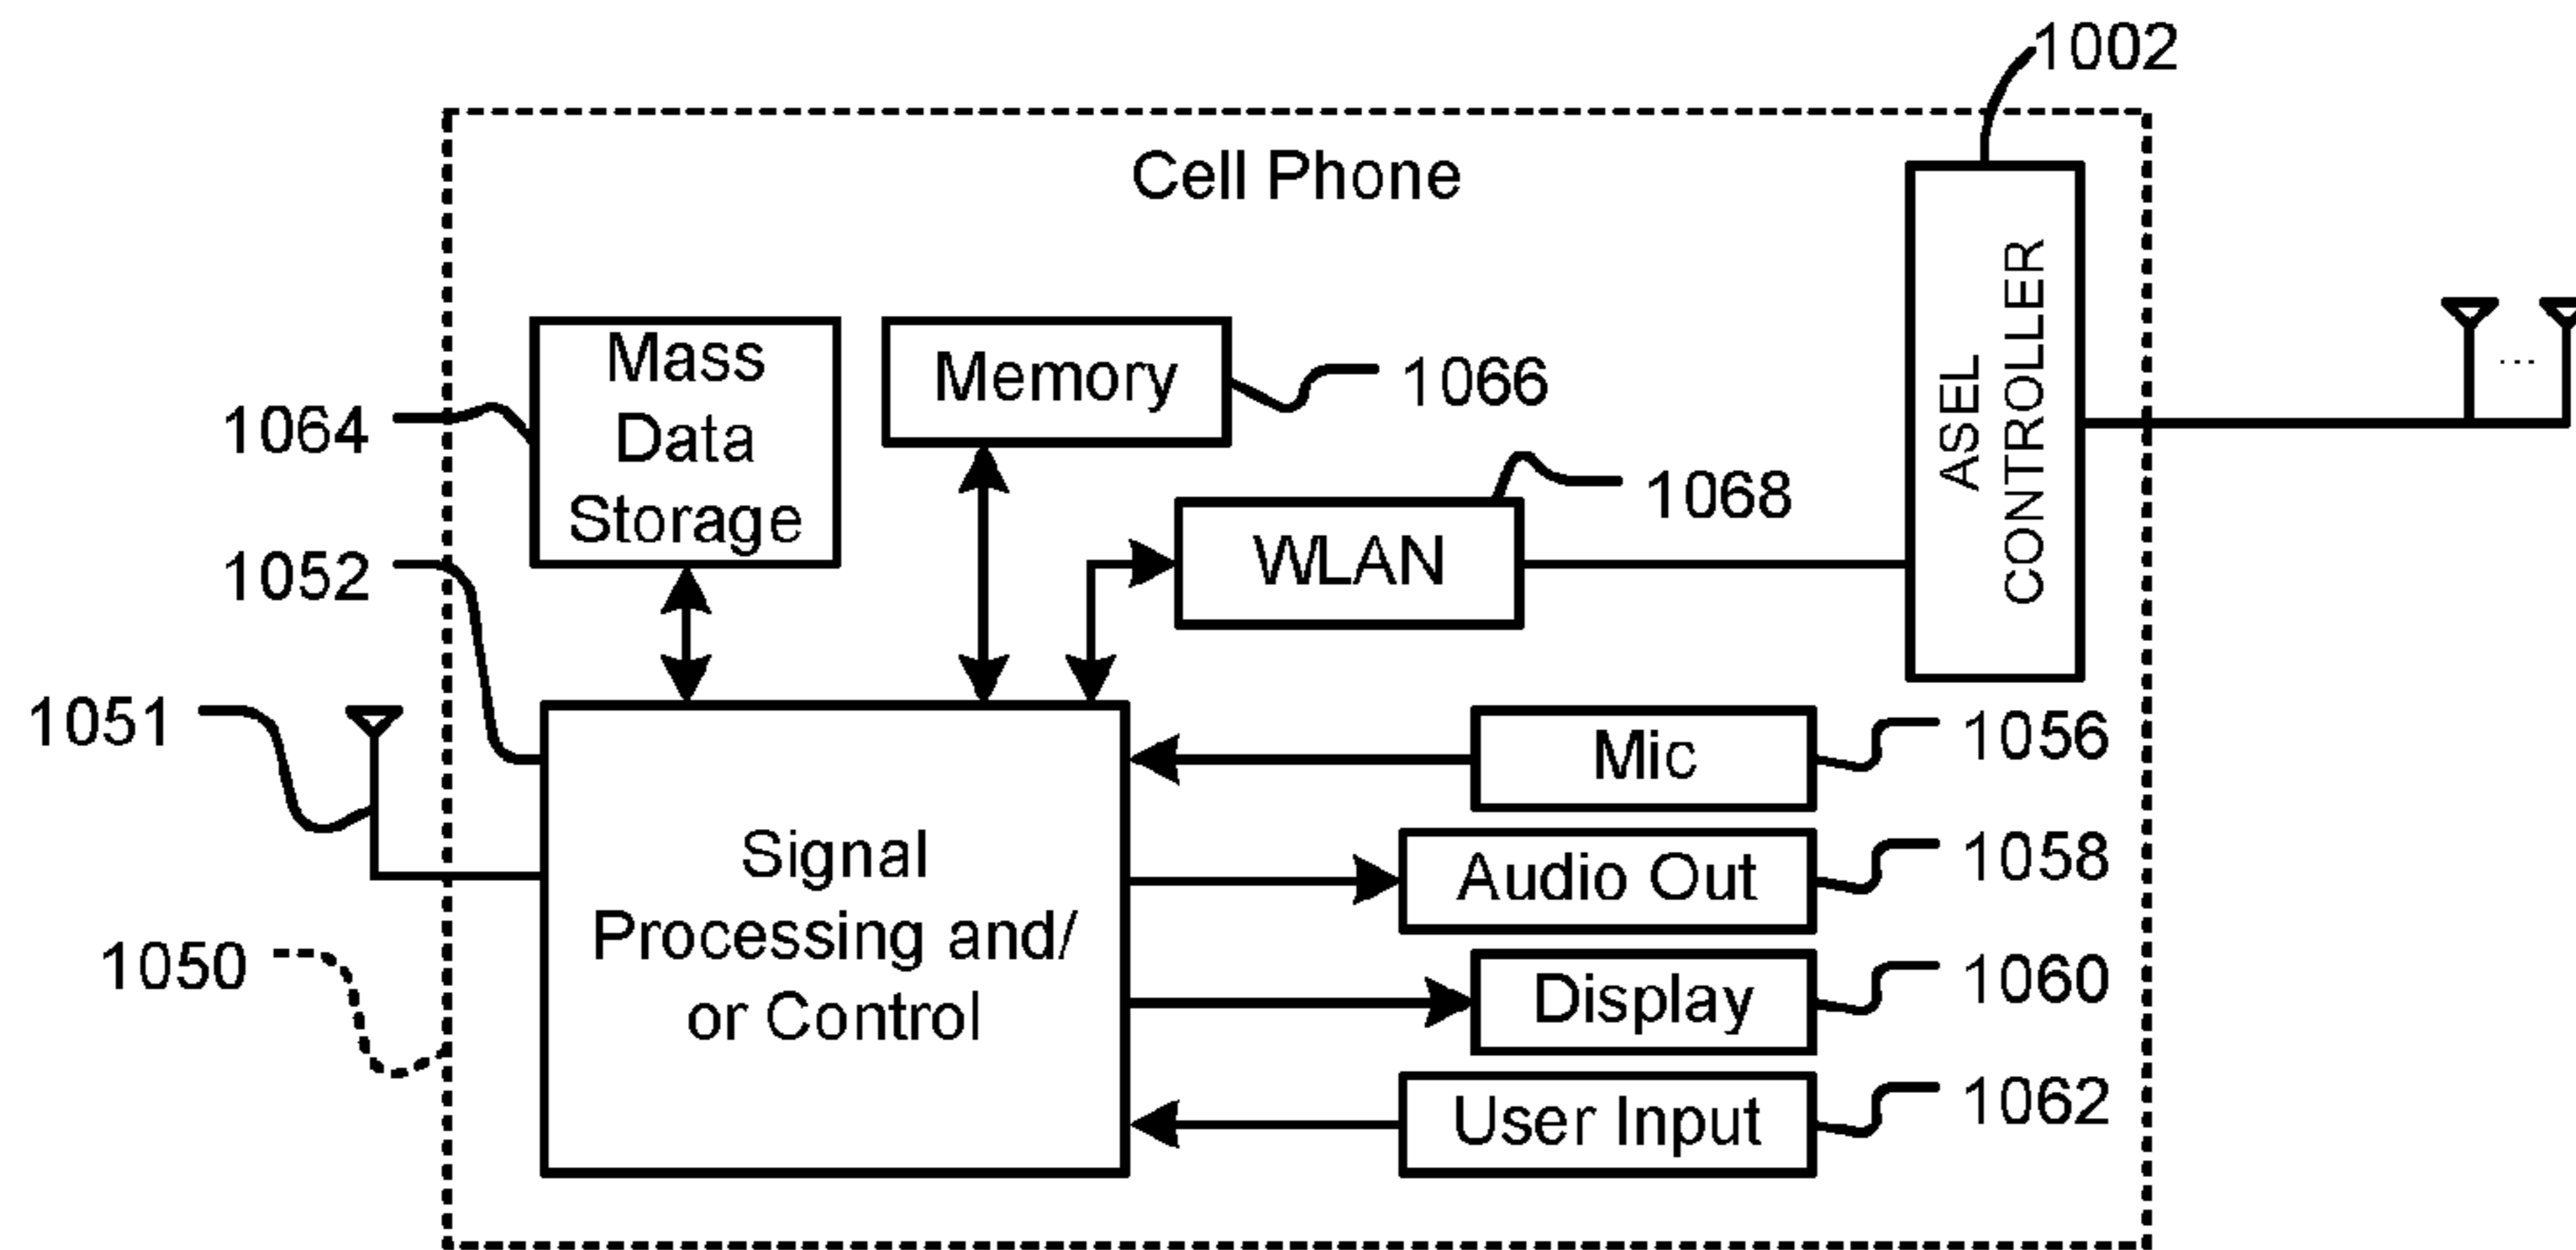 1002
Cell Phone
Mass
Data
Storage
1064
Memory
1066
ASEL
CONTROLLER
...
1068
WLAN
1052
1051
Mic
1056
Signal
Processing and/
or Control
Audio Out
1058
1050
Display
1060
User Input
1062